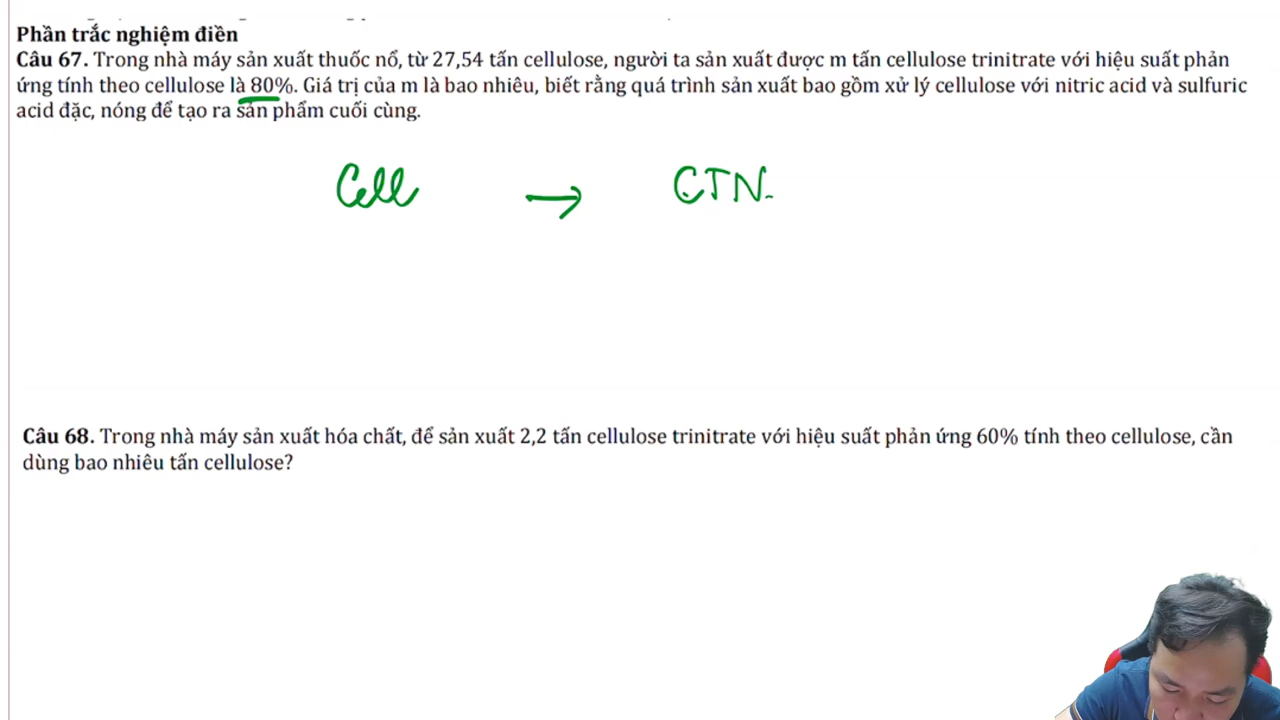 Phần trắc nghiệm điền
Câu 67. Trong nhà máy sản xuất thuốc nổ, từ 27,54 tấn cellulose, người ta sản xuất được m tấn cellulose trinitrate với hiệu suất phản
ứng tính theo cellulose là 80%. Giá trị của m là bao nhiêu, biết rằng quá trình sản xuất bao gồm xử lý cellulose với nitric acid và sulfuric
acid đặc, nóng để tạo ra sản phẩm cuối cùng.
Cell → CTN.
Câu 68. Trong nhà máy sản xuất hóa chất, để sản xuất 2,2 tấn cellulose trinitrate với hiệu suất phản ứng 60% tính theo cellulose, cần
dùng bao nhiêu tấn cellulose?